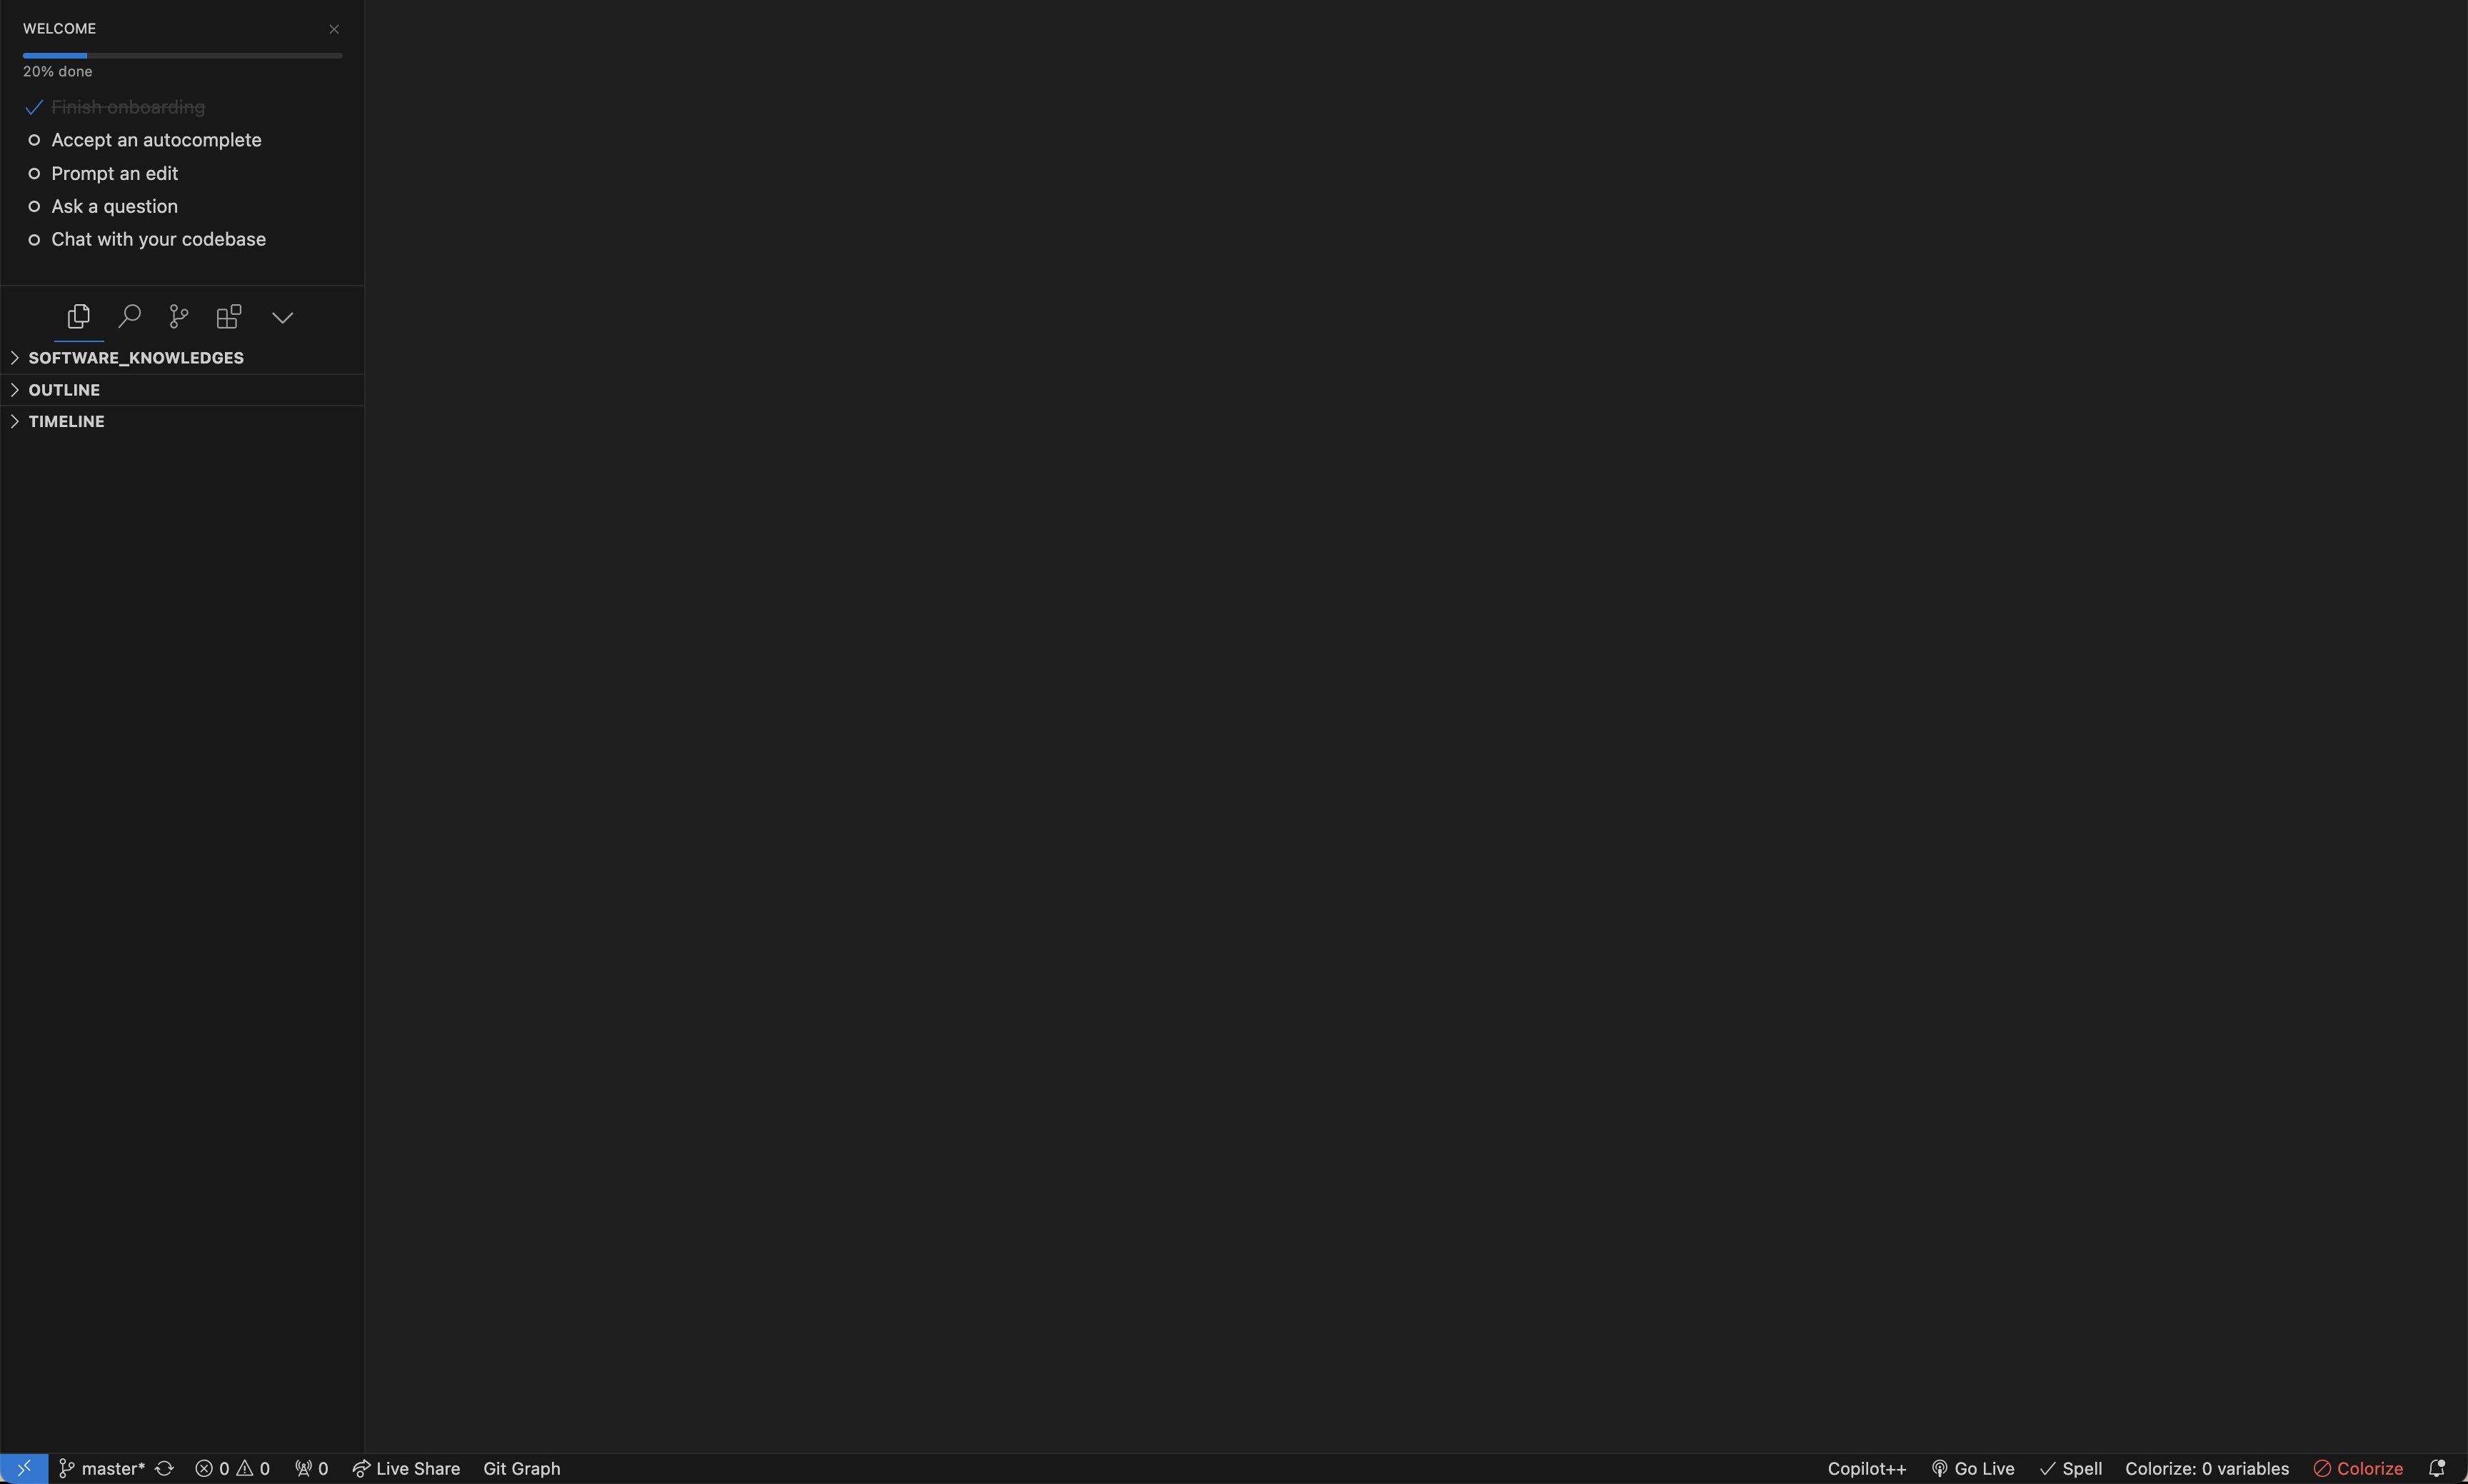 WELCOME
20% done
Finish onboarding
Accept an autocomplete
Prompt an edit
Ask a question
Chat with your codebase
SOFTWARE_KNOWLEDGES
OUTLINE
TIMELINE
master* 0 0 0 Live Share Git Graph Copilot++ Go Live Spell Colorize: 0 variables Colorize